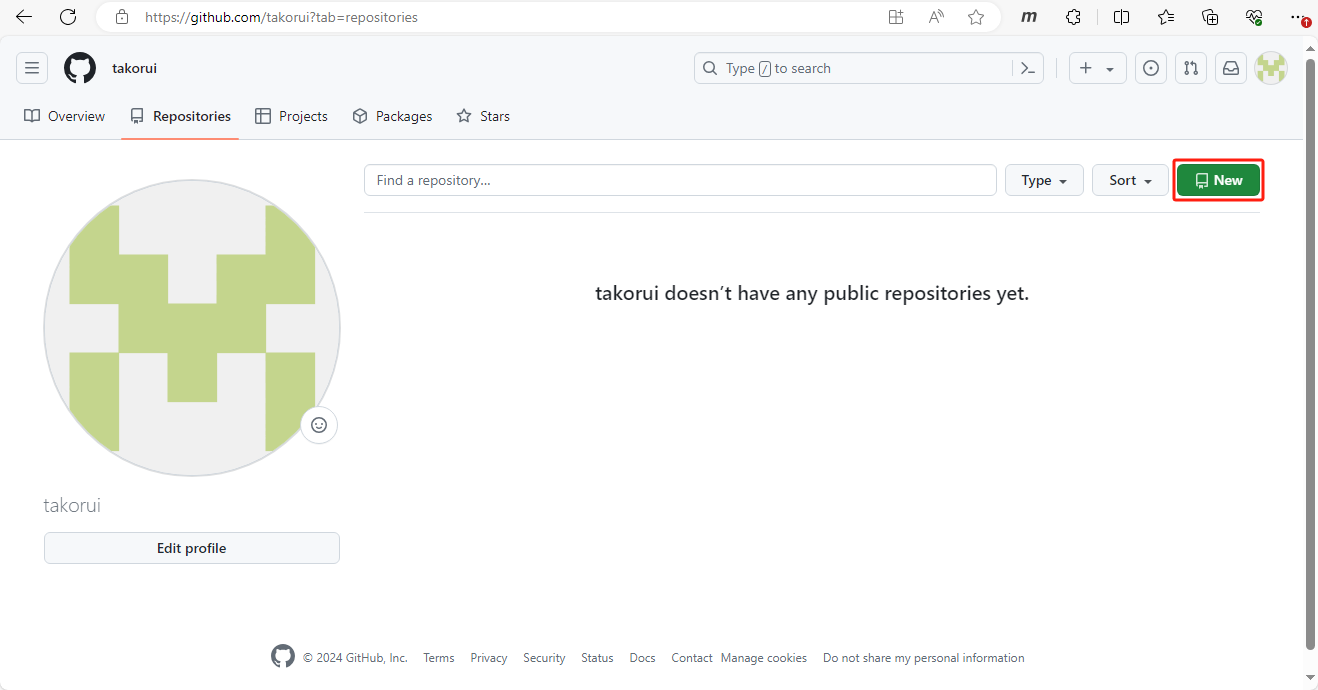 https://github.com/takorui?tab=repositories
takorui
Type / to search
Overview
Repositories
Projects
Packages
Stars
Find a repository...
Type
Sort
New
takorui doesn't have any public repositories yet.
takorui
Edit profile
© 2024 GitHub, Inc.
Terms
Privacy
Security
Status
Docs
Contact
Manage cookies
Do not share my personal information